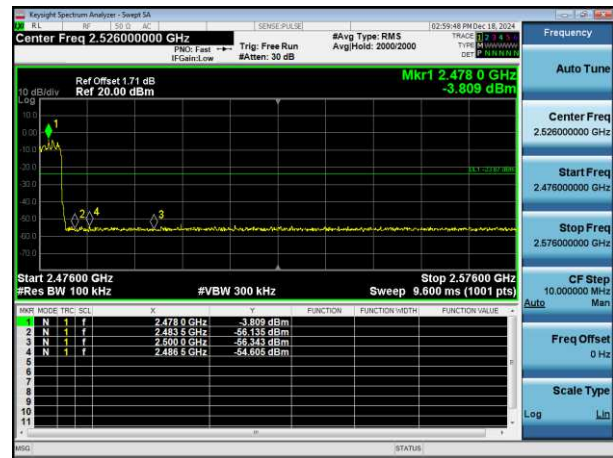 Keysight Spectrum Analyzer - Swept SA
RL RF 50 Ω AC SENSE:PULSE 02:59:48 PM Dec 18, 2024
Center Freq 2.526000000 GHz
PNO: Fast
IFGain:Low
Trig: Free Run
#Atten: 30 dB
#Avg Type: RMS
Avg|Hold: 2000/2000
TRACE 1 2 3 4 5 6
TYPE MWWWWW
DET P NNNNN
Ref Offset 1.71 dB
10 dB/div Ref 20.00 dBm
Log
Mkr1 2.478 0 GHz
-3.809 dBm
10.0
0.00
-10.0
-20.0
-30.0
-40.0
-50.0
-60.0
-70.0
1
2 4 3
Start 2.47600 GHz
Stop 2.57600 GHz
#Res BW 100 kHz
#VBW 300 kHz
Sweep 9.600 ms (1001 pts)
MKR MODE TRC SCL X Y FUNCTION FUNCTION WIDTH FUNCTION VALUE
1 N 1 f 2.478 0 GHz -3.809 dBm
2 N 1 f 2.483 5 GHz -56.135 dBm
3 N 1 f 2.500 0 GHz -56.343 dBm
4 N 1 f 2.486 5 GHz -54.605 dBm
5
6
7
8
9
10
11
MSG
STATUS
Frequency
Auto Tune
Center Freq
2.526000000 GHz
Start Freq
2.476000000 GHz
Stop Freq
2.576000000 GHz
CF Step
10.000000 MHz
Auto Man
Freq Offset
0 Hz
Scale Type
Log Lin